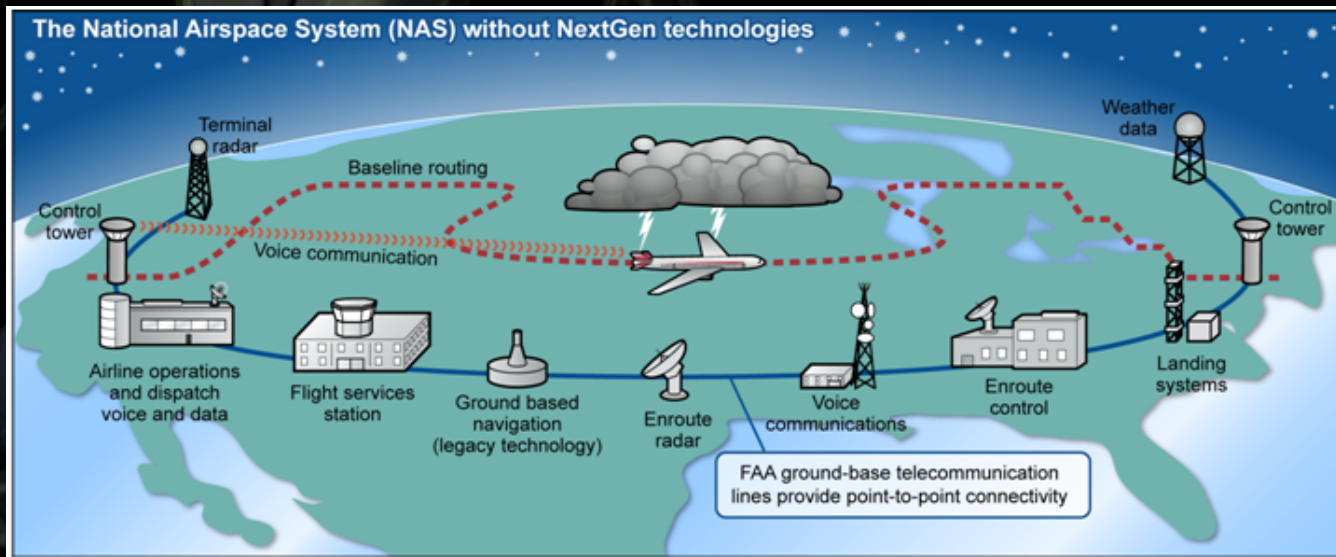 The National Airspace System (NAS) without NextGen technologies
Terminal
radar
Weather
data
Baseline routing
Control
tower
Control
tower
Voice communication
Airline operations
and dispatch
voice and data
Flight services
station
Ground based
navigation
(legacy technology)
Enroute
radar
Voice
communications
Enroute
control
Landing
systems
FAA ground-base telecommunication
lines provide point-to-point connectivity